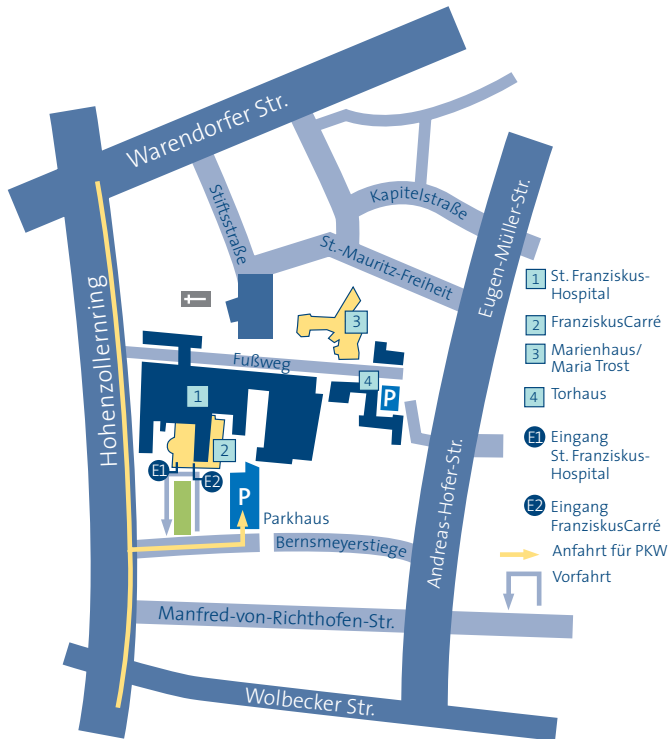 Warendorfer Str.
Stiftsstraße
Kapitelstraße
St.-Mauritz-Freiheit
Eugen-Müller-Str.
Hohenzollernring
3
Fußweg
4
1
P
2
E1
E2
P
Parkhaus
Bernsmeyerstiege
Andreas-Hofer-Str.
Manfred-von-Richthofen-Str.
Wolbecker Str.
1 St. Franziskus-
Hospital
2 FranziskusCarré
3 Marienhaus/
Maria Trost
4 Torhaus
E1 Eingang
St. Franziskus-
Hospital
E2 Eingang
FranziskusCarré
Anfahrt für PKW
Vorfahrt